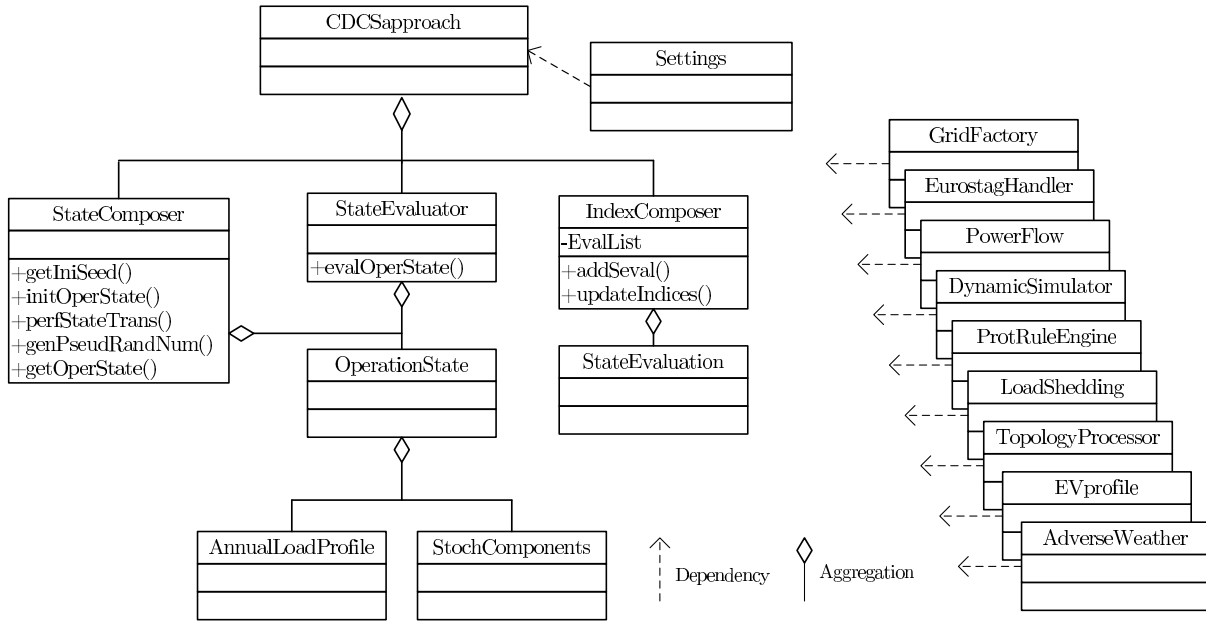 CDCSapproach
Settings
GridFactory
EurostagHandler
PowerFlow
DynamicSimulator
ProtRuleEngine
LoadShedding
TopologyProcessor
EVprofile
AdverseWeather
StateComposer
+getIniSeed()
+initOperState()
+perfStateTrans()
+genPseudRandNum()
+getOperState()
StateEvaluator
+evalOperState()
IndexComposer
-EvalList
+addSeval()
+updateIndices()
OperationState
StateEvaluation
AnnualLoadProfile
StochComponents
Dependency
Aggregation